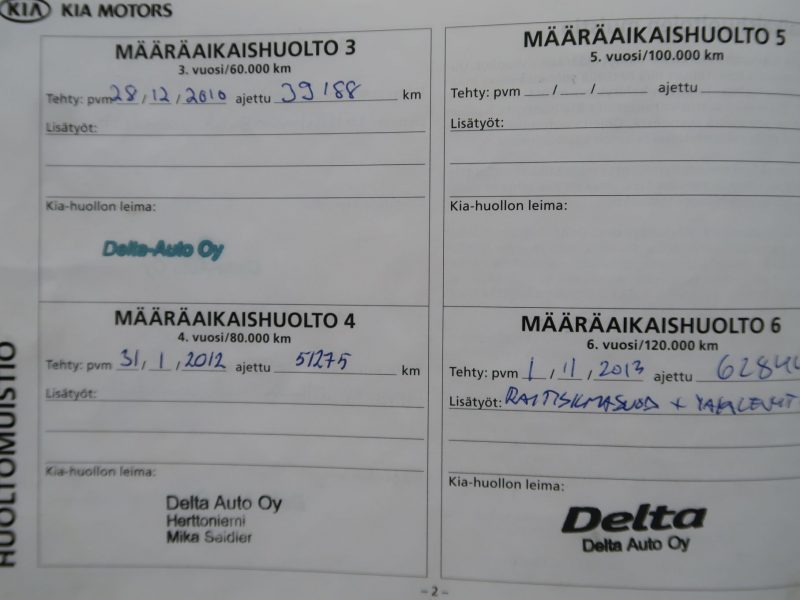 KIA KIA MOTORS
MÄÄRÄAIKAISHUOLTO 3
3. vuosi/60.000 km
Tehty: pvm 28 / 12 / 2010 ajettu 39188 km
Lisätyöt:
Kia-huollon leima:
Delta-Auto Oy
MÄÄRÄAIKAISHUOLTO 4
4. vuosi/80.000 km
Tehty: pvm 31 / 1 / 2012 ajettu 51275 km
Lisätyöt:
Kia-huollon leima:
Delta Auto Oy
Herttoniemi
Mika Saidler
MÄÄRÄAIKAISHUOLTO 5
5. vuosi/100.000 km
Tehty: pvm / / ajettu
Lisätyöt:
Kia-huollon leima:
MÄÄRÄAIKAISHUOLTO 6
6. vuosi/120.000 km
Tehty: pvm 1 / 11 / 2013 ajettu
Lisätyöt: RAITISILMASUOD +
Kia-huollon leima:
Delta
Delta Auto Oy
HUOLTOMUISTIO
- 2 -